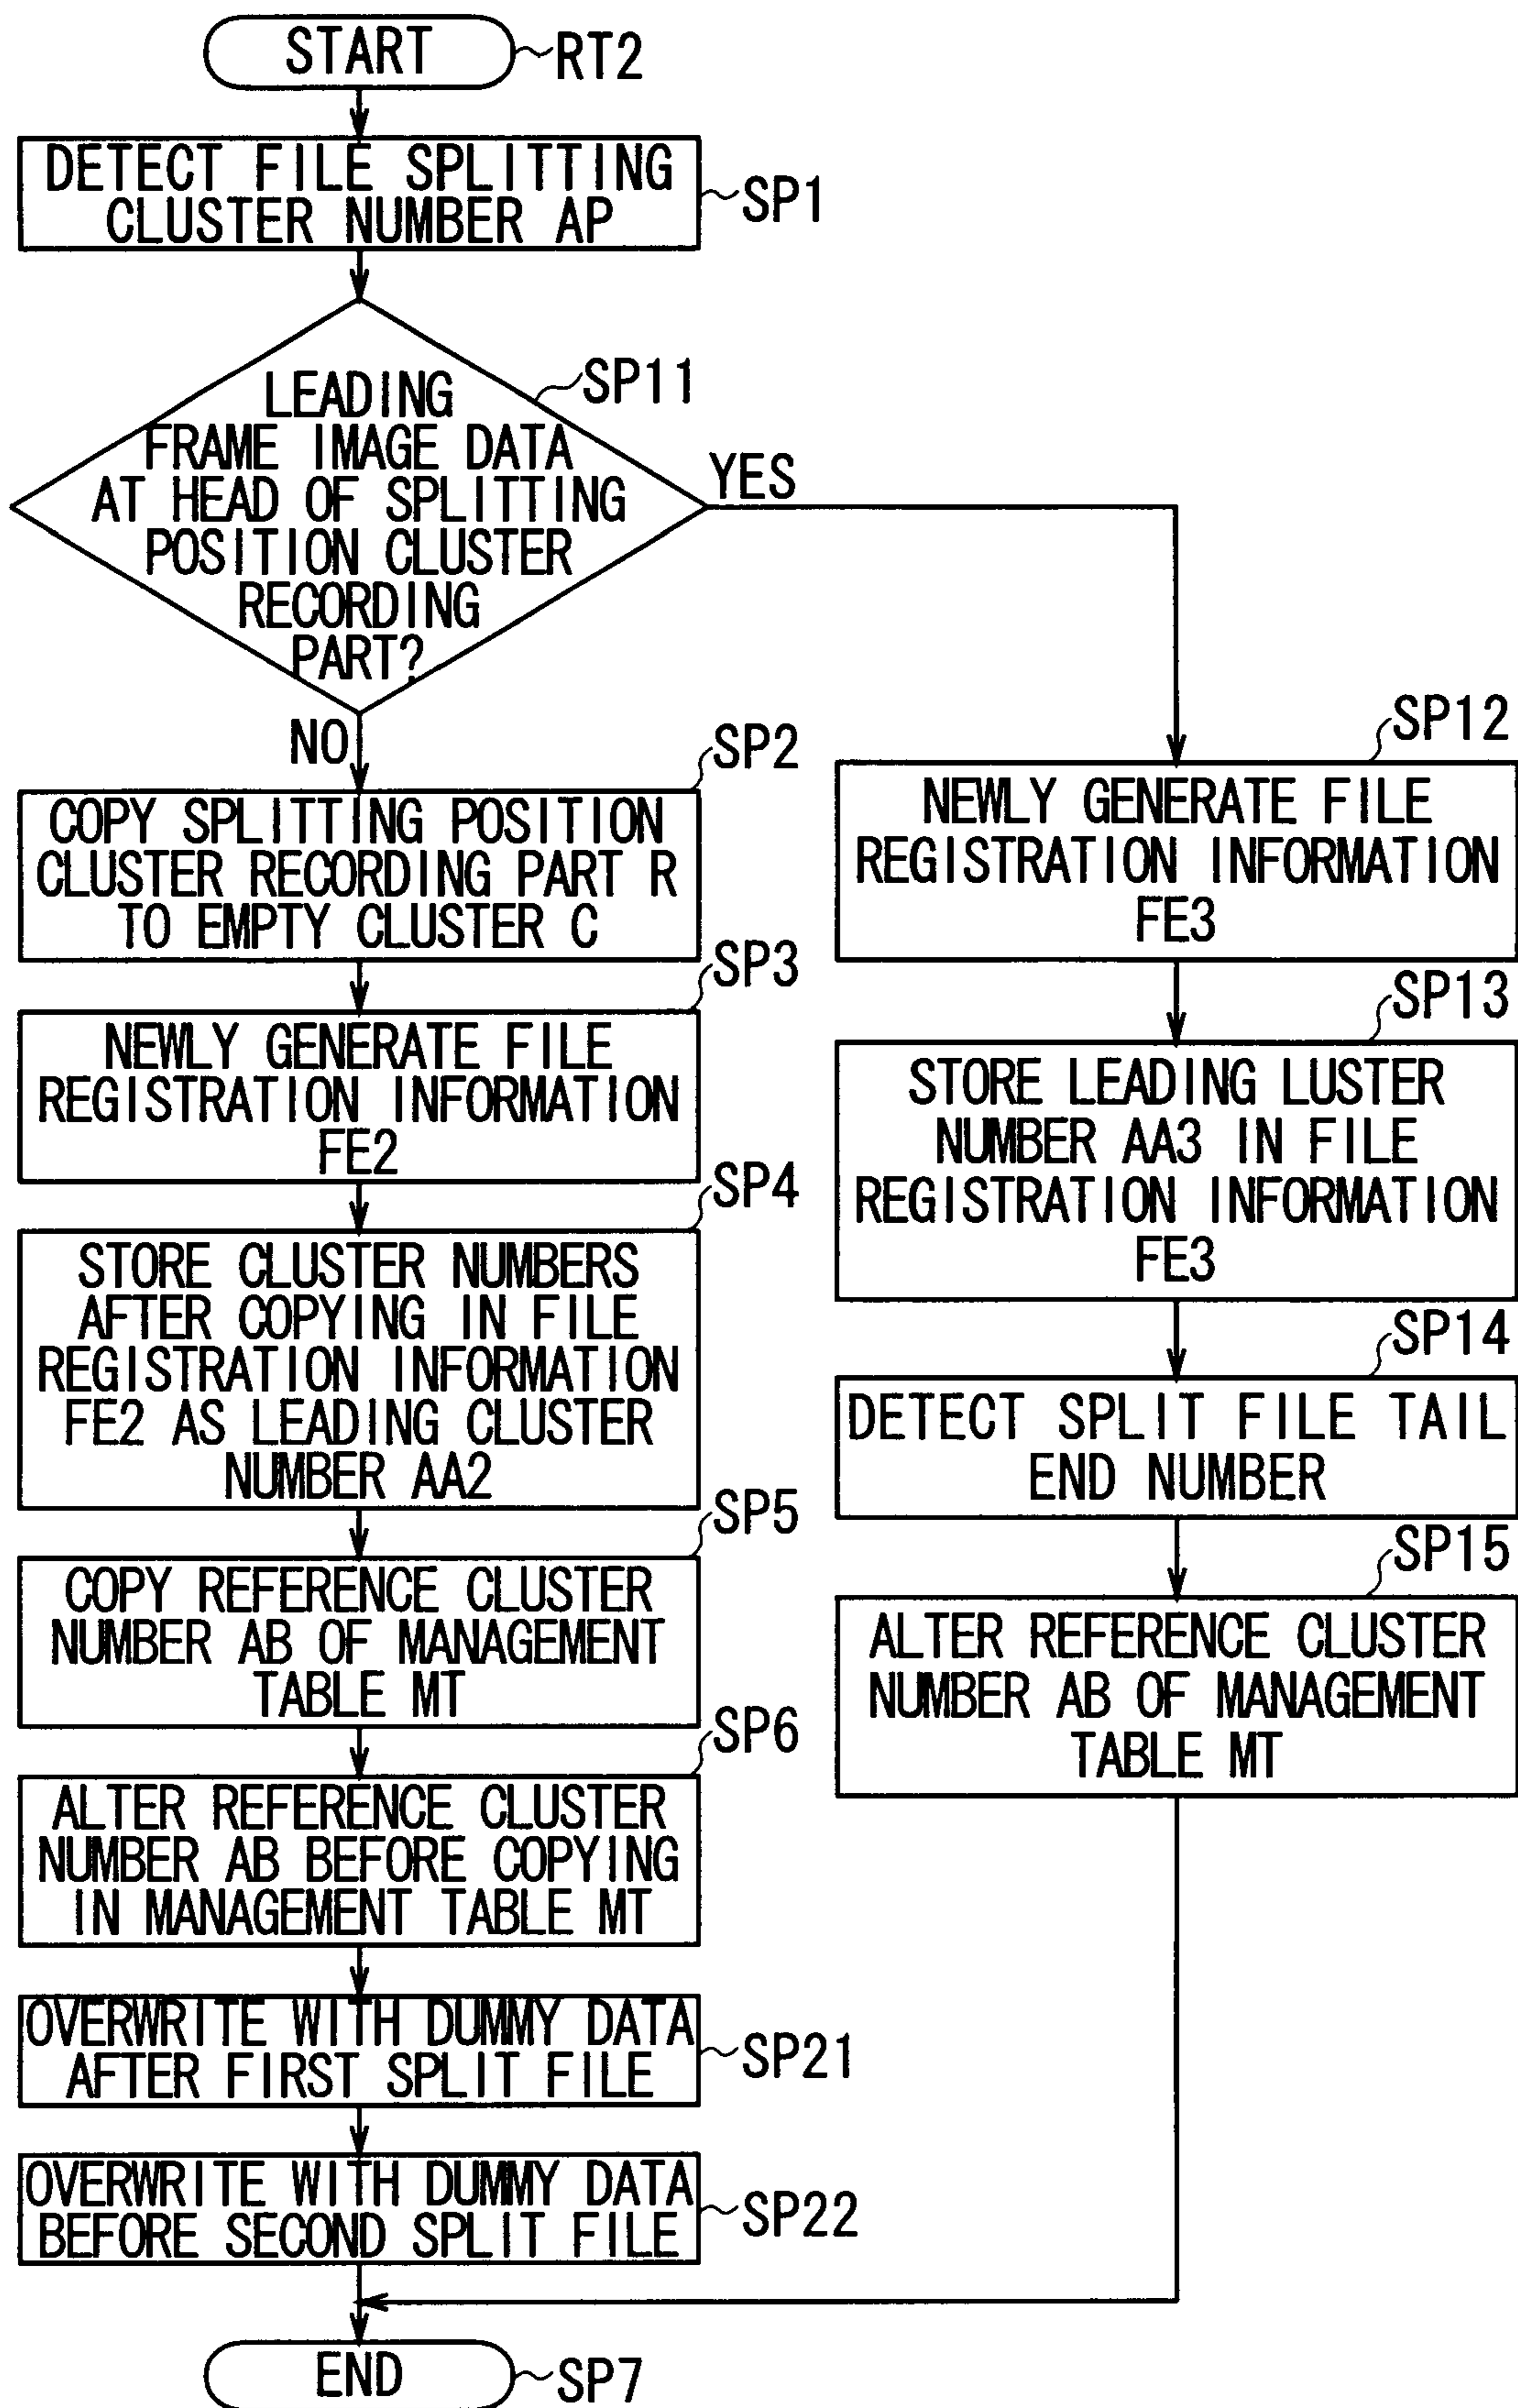 START
RT2
DETECT FILE SPLITTING
CLUSTER NUMBER AP
SP1
SP11
LEADING
FRAME IMAGE DATA
AT HEAD OF SPLITTING
POSITION CLUSTER
RECORDING
PART?
YES
NO
SP2
COPY SPLITTING POSITION
CLUSTER RECORDING PART R
TO EMPTY CLUSTER C
SP3
NEWLY GENERATE FILE
REGISTRATION INFORMATION
FE2
SP4
STORE CLUSTER NUMBERS
AFTER COPYING IN FILE
REGISTRATION INFORMATION
FE2 AS LEADING CLUSTER
NUMBER AA2
SP5
COPY REFERENCE CLUSTER
NUMBER AB OF MANAGEMENT
TABLE MT
SP6
ALTER REFERENCE CLUSTER
NUMBER AB BEFORE COPYING
IN MANAGEMENT TABLE MT
OVERWRITE WITH DUMMY DATA
AFTER FIRST SPLIT FILE
SP21
OVERWRITE WITH DUMMY DATA
BEFORE SECOND SPLIT FILE
SP22
SP12
NEWLY GENERATE FILE
REGISTRATION INFORMATION
FE3
SP13
STORE LEADING LUSTER
NUMBER AA3 IN FILE
REGISTRATION INFORMATION
FE3
SP14
DETECT SPLIT FILE TAIL
END NUMBER
SP15
ALTER REFERENCE CLUSTER
NUMBER AB OF MANAGEMENT
TABLE MT
END
SP7